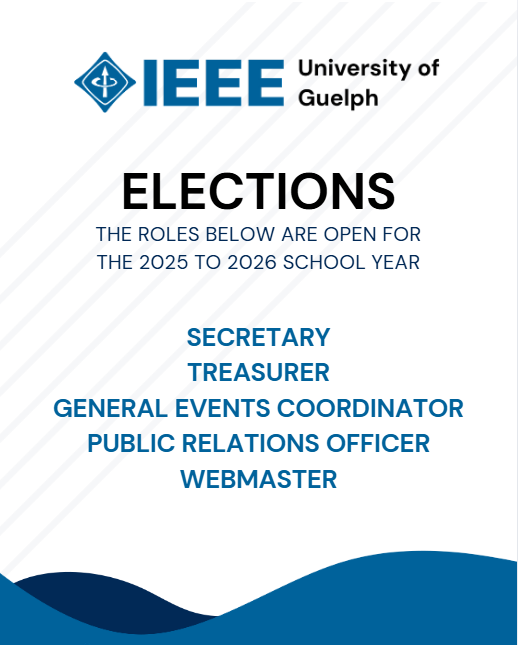 IEEE University of
Guelph
ELECTIONS
THE ROLES BELOW ARE OPEN FOR
THE 2025 TO 2026 SCHOOL YEAR
SECRETARY
TREASURER
GENERAL EVENTS COORDINATOR
PUBLIC RELATIONS OFFICER
WEBMASTER